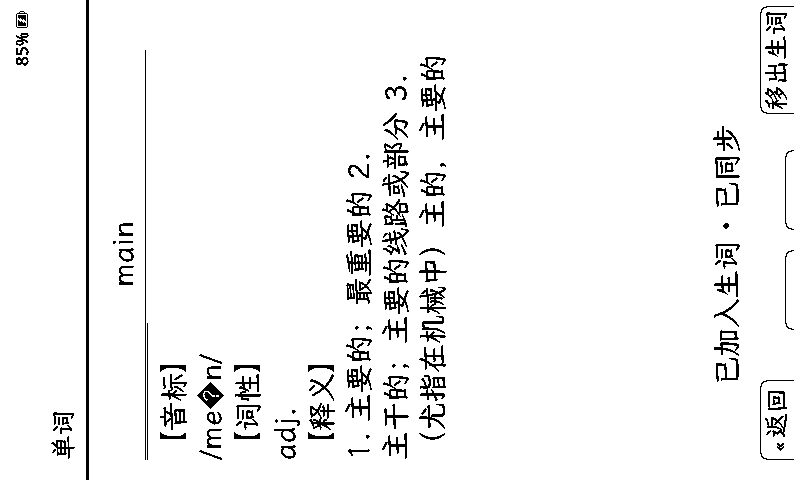 单词
85%
main
【音标】
/me�n/
【词性】
adj.
【释义】
1. 主要的；最重要的 2.
主干的；主要的线路或部分 3.
（尤指在机械中）主的，主要的
已加入生词·已同步
«返回
移出生词